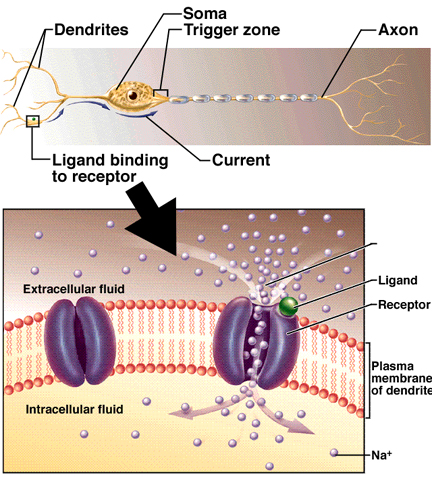 Soma
Dendrites
Trigger zone
Axon
Ligand binding
to receptor
Current
Extracellular fluid
Ligand
Receptor
Plasma
membrane
of dendrite
Intracellular fluid
Na+